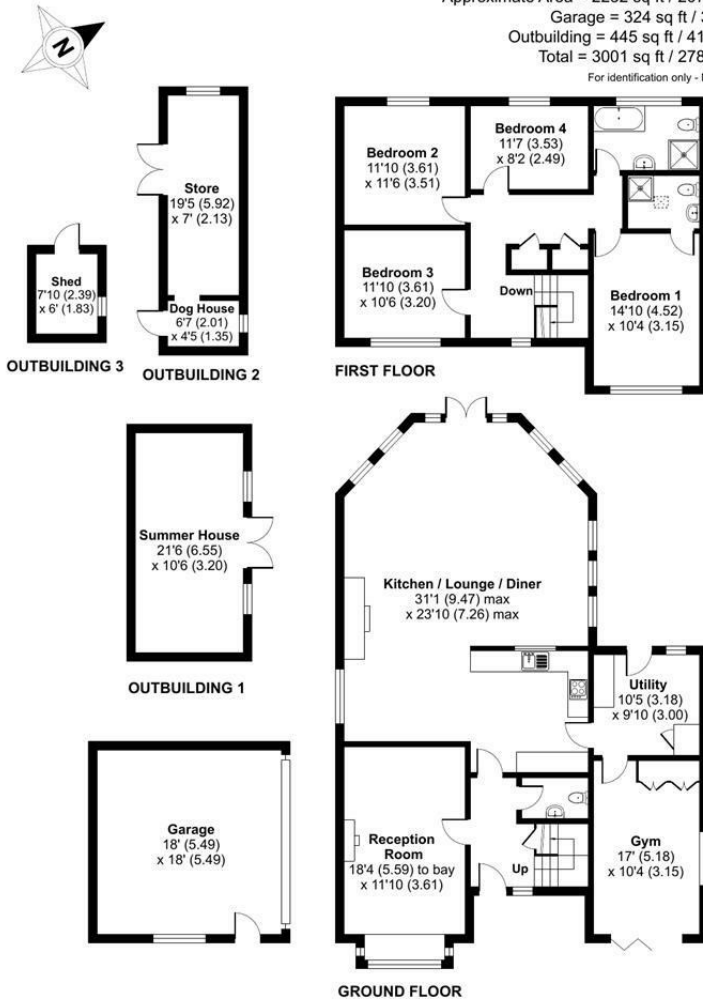 Garage = 324 sq ft / 3
Outbuilding = 445 sq ft / 41
Total = 3001 sq ft / 278
For identification only -
N
Store
19'5 (5.92)
x 7' (2.13)
Dog House
6'7 (2.01)
x 4'5 (1.35)
OUTBUILDING 2
Shed
7'10 (2.39)
x 6' (1.83)
OUTBUILDING 3
Bedroom 2
11'10 (3.61)
x 11'6 (3.51)
Bedroom 4
11'7 (3.53)
x 8'2 (2.49)
Bedroom 3
11'10 (3.61)
x 10'6 (3.20)
Down
Bedroom 1
14'10 (4.52)
x 10'4 (3.15)
FIRST FLOOR
Summer House
21'6 (6.55)
x 10'6 (3.20)
OUTBUILDING 1
Kitchen / Lounge / Diner
31'1 (9.47) max
x 23'10 (7.26) max
Utility
10'5 (3.18)
x 9'10 (3.00)
Garage
18' (5.49)
x 18' (5.49)
Reception
Room
18'4 (5.59) to bay
x 11'10 (3.61)
Up
Gym
17' (5.18)
x 10'4 (3.15)
GROUND FLOOR